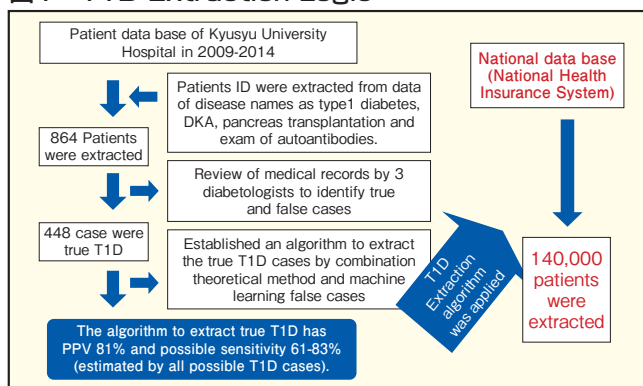 Patient data base of Kyusyu University
Hospital in 2009-2014
Patients ID were extracted from data
of disease names as type1 diabetes,
DKA, pancreas transplantation and
exam of autoantibodies.
864 Patients
were extracted
Review of medical records by 3
diabetologists to identify true
and false cases
448 case were
true T1D
Established an algorithm to extract
the true T1D cases by combination
theoretical method and machine
learning false cases
The algorithm to extract true T1D has
PPV 81% and possible sensitivity 61-83%
(estimated by all possible T1D cases).
National data base
(National Health
Insurance System)
T1D
Extraction
algorithm
was applied
140,000
patients
were
extracted